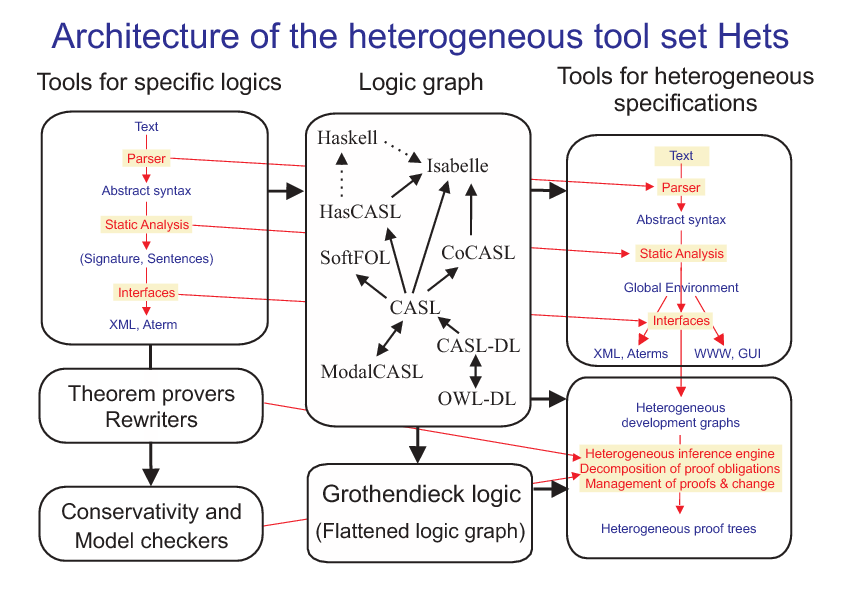 Architecture of the heterogeneous tool set Hets
Tools for specific logics
Text
Parser
Abstract syntax
Static Analysis
(Signature, Sentences)
Interfaces
XML, Aterm
Theorem provers
Rewriters
Conservativity and
Model checkers
Logic graph
Haskell
Isabelle
HasCASL
SoftFOL
CoCASL
CASL
CASL-DL
ModalCASL
OWL-DL
Grothendieck logic
(Flattened logic graph)
Tools for heterogeneous
specifications
Text
Parser
Abstract syntax
Static Analysis
Global Environment
Interfaces
XML, Aterms
WWW, GUI
Heterogeneous
development graphs
Heterogeneous inference engine
Decomposition of proof obligations
Management of proofs & change
Heterogeneous proof trees